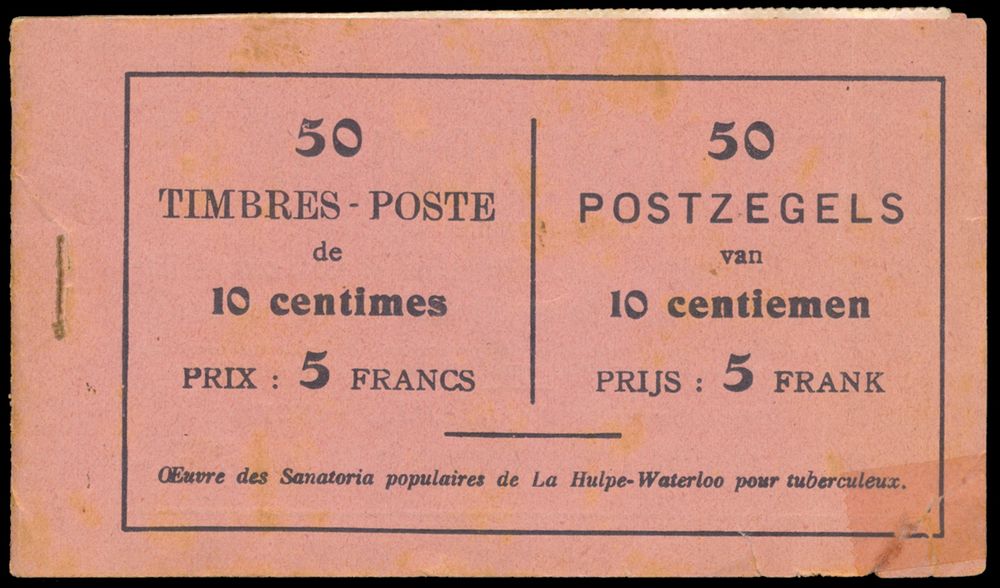 50
TIMBRES - POSTE
de
10 centimes
PRIX : 5 FRANCS
50
POSTZEGELS
van
10 centiemen
PRIJS : 5 FRANK
Œuvre des Sanatoria populaires de La Hulpe-Waterloo pour tuberculeux.